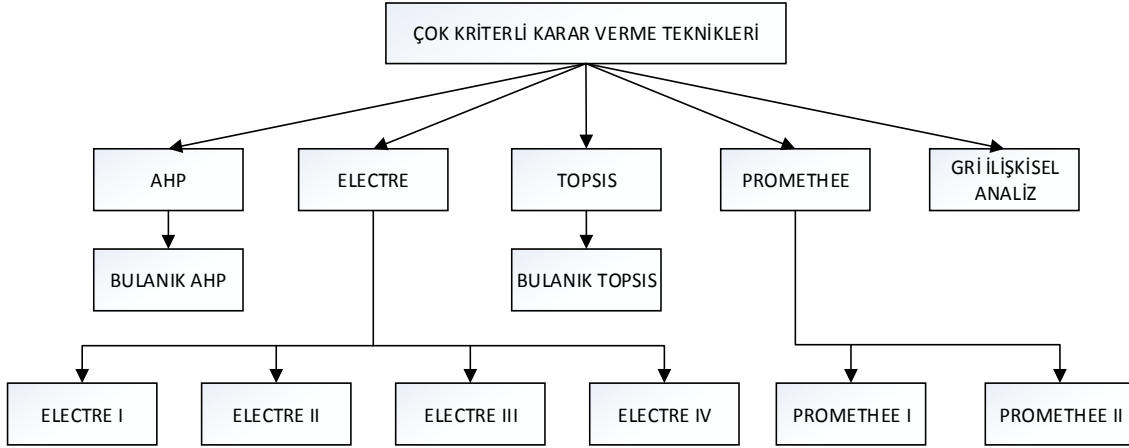 ÇOK KRİTERLİ KARAR VERME TEKNİKLERİ
AHP
ELECTRE
TOPSIS
PROMETHEE
GRİ İLİŞKİSEL
ANALİZ
BULANIK AHP
BULANIK TOPSIS
ELECTRE I
ELECTRE II
ELECTRE III
ELECTRE IV
PROMETHEE I
PROMETHEE II